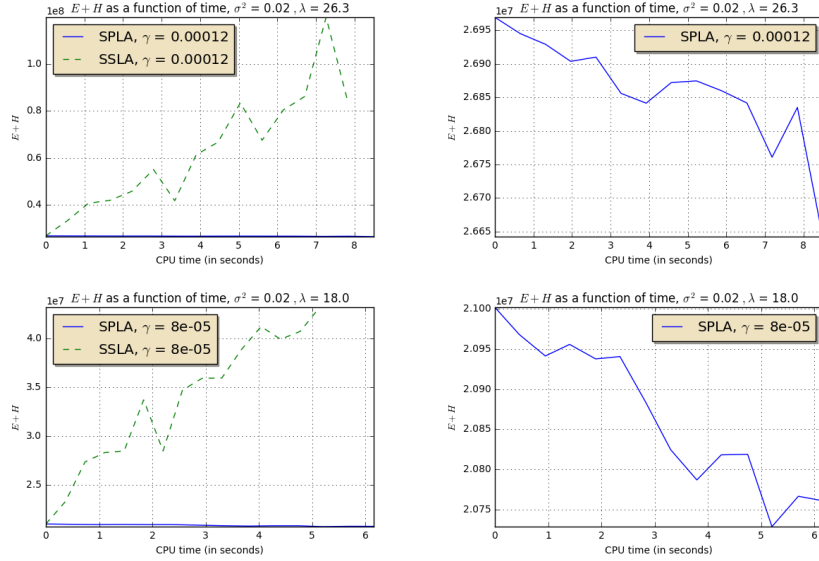 1e8 E + H as a function of time, σ² = 0.02 , λ = 26.3
SPLA, γ = 0.00012
SSLA, γ = 0.00012
1.0
0.8
0.6
0.4
E + H
0 1 2 3 4 5 6 7 8
CPU time (in seconds)
1e7 E + H as a function of time, σ² = 0.02 , λ = 26.3
SPLA, γ = 0.00012
2.695
2.690
2.685
2.680
2.675
2.670
2.665
E + H
0 1 2 3 4 5 6 7 8
CPU time (in seconds)
1e7 E + H as a function of time, σ² = 0.02 , λ = 18.0
SPLA, γ = 8e-05
SSLA, γ = 8e-05
4.0
3.5
3.0
2.5
E + H
0 1 2 3 4 5 6
CPU time (in seconds)
1e7 E + H as a function of time, σ² = 0.02 , λ = 18.0
SPLA, γ = 8e-05
2.100
2.095
2.090
2.085
2.080
2.075
E + H
0 1 2 3 4 5 6
CPU time (in seconds)